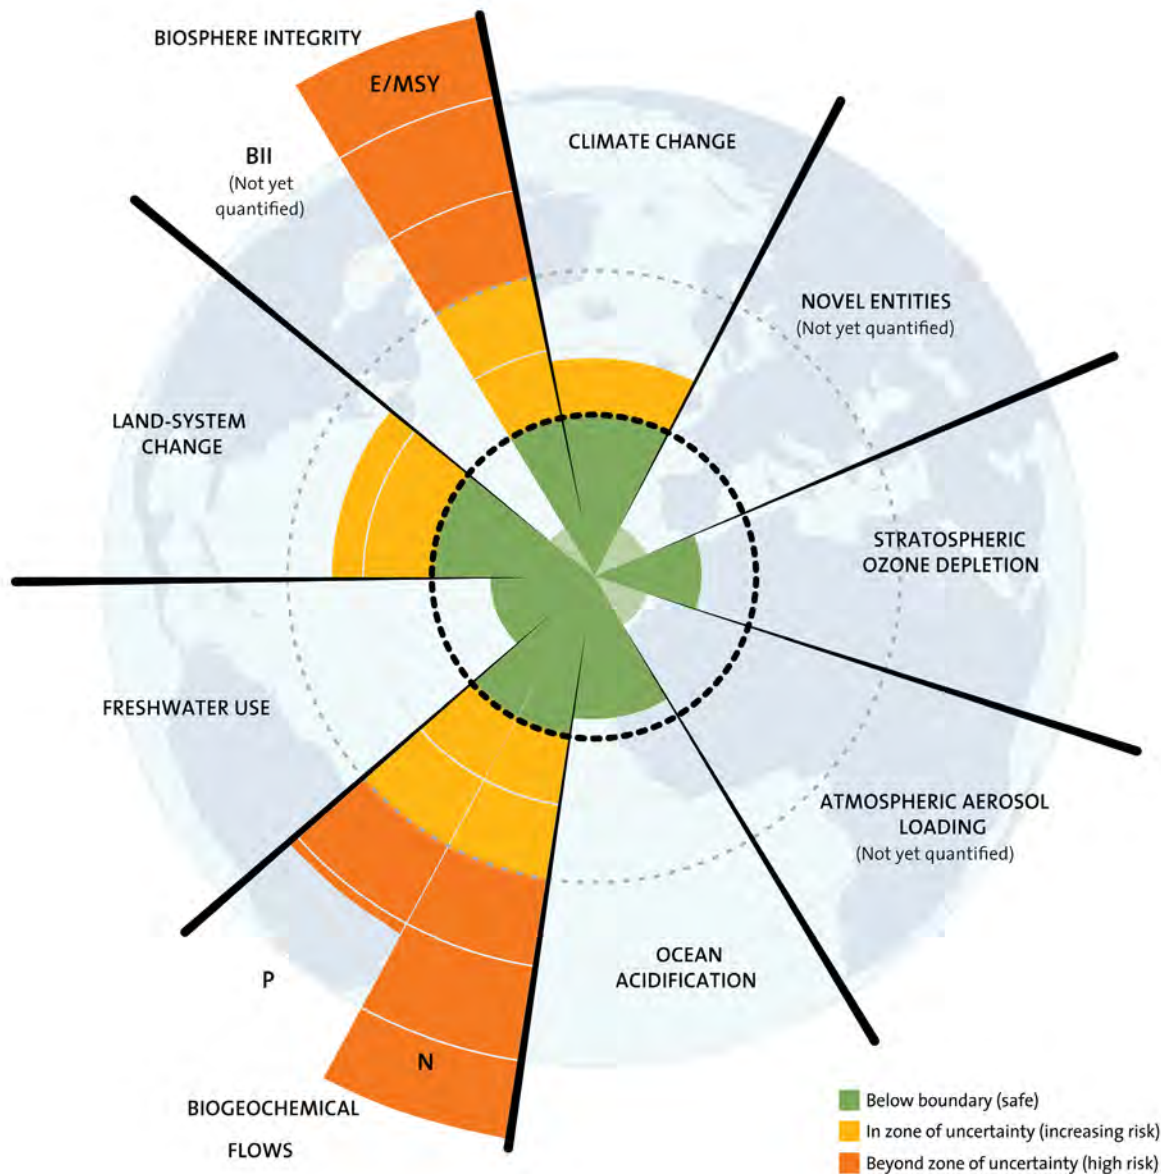 BIOSPHERE INTEGRITY
E/MSY
BII
(Not yet
quantified)
CLIMATE CHANGE
NOVEL ENTITIES
(Not yet quantified)
LAND-SYSTEM
CHANGE
STRATOSPHERIC
OZONE DEPLETION
FRESHWATER USE
ATMOSPHERIC AEROSOL
LOADING
(Not yet quantified)
OCEAN
ACIDIFICATION
P
N
BIOGEOCHEMICAL
FLOWS
Below boundary (safe)
In zone of uncertainty (increasing risk)
Beyond zone of uncertainty (high risk)